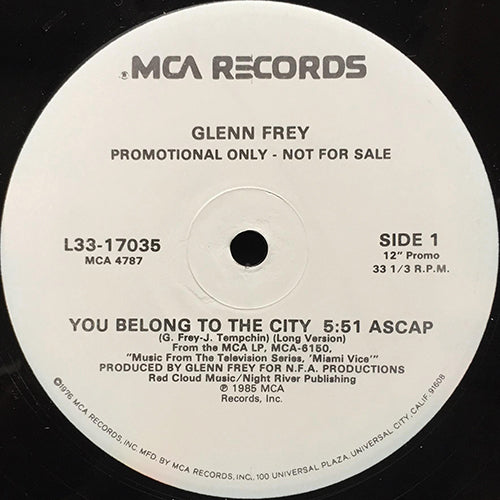 MCA RECORDS
GLENN FREY
PROMOTIONAL ONLY - NOT FOR SALE
L33-17035
MCA 4787
SIDE 1
12" Promo
33 1/3 R.P.M.
YOU BELONG TO THE CITY 5:51 ASCAP
(G. Frey-J. Tempchin) (Long Version)
From the MCA LP, MCA-6150,
"Music From The Television Series, 'Miami Vice'"
PRODUCED BY GLENN FREY FOR N.F.A. PRODUCTIONS
Red Cloud Music/Night River Publishing
℗ 1985 MCA
Records, Inc.
©1976 MCA RECORDS, INC. MFD. BY MCA RECORDS, INC., 100 UNIVERSAL PLAZA, UNIVERSAL CITY, CALIF. 91608